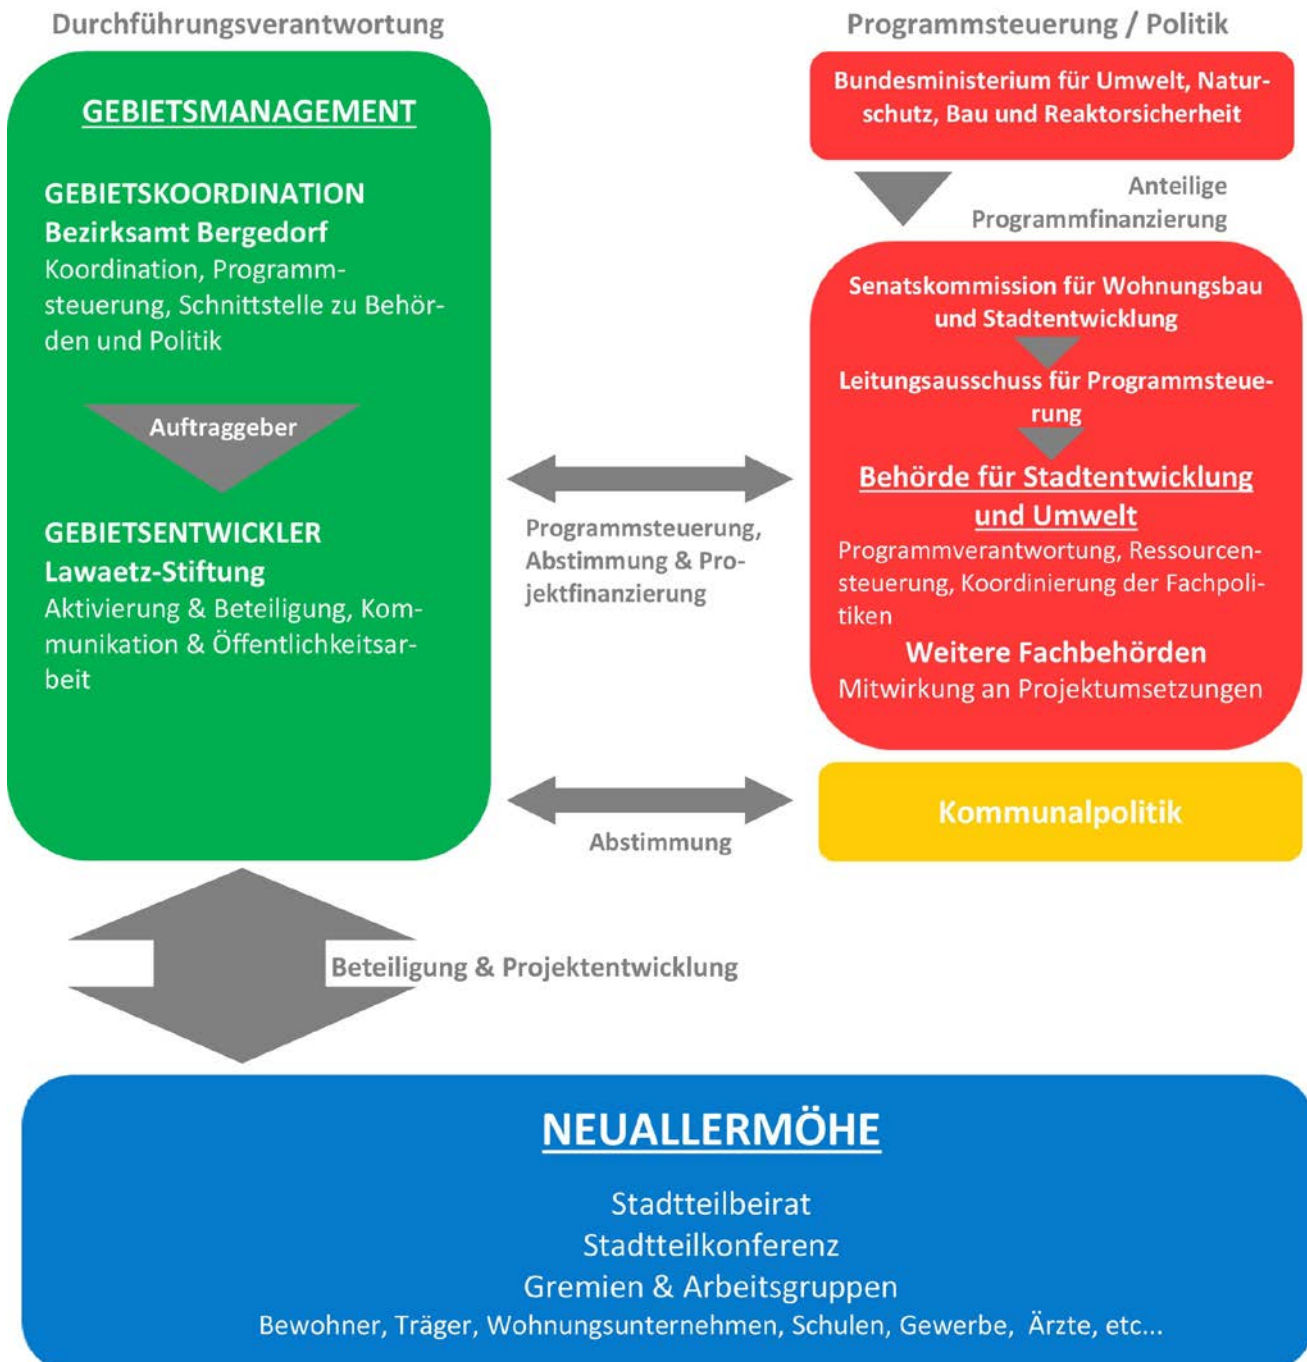 Durchführungsverantwortung
GEBIETSMANAGEMENT
GEBIETSKOORDINATION
Bezirksamt Bergedorf
Koordination, Programm-
steuerung, Schnittstelle zu Behör-
den und Politik
Auftraggeber
GEBIETSENTWICKLER
Lawaetz-Stiftung
Aktivierung & Beteiligung, Kom-
munikation & Öffentlichkeitsar-
beit
Programmsteuerung / Politik
Bundesministerium für Umwelt, Natur-
schutz, Bau und Reaktorsicherheit
Anteilige
Programmfinanzierung
Senatskommission für Wohnungsbau
und Stadtentwicklung
Leitungsausschuss für Programmsteue-
rung
Behörde für Stadtentwicklung
und Umwelt
Programmverantwortung, Ressourcen-
steuerung, Koordinierung der Fachpoli-
tiken
Weitere Fachbehörden
Mitwirkung an Projektumsetzungen
Programmsteuerung,
Abstimmung & Pro-
jektfinanzierung
Kommunalpolitik
Abstimmung
Beteiligung & Projektentwicklung
NEUALLERMÖHE
Stadtteilbeirat
Stadtteilkonferenz
Gremien & Arbeitsgruppen
Bewohner, Träger, Wohnungsunternehmen, Schulen, Gewerbe, Ärzte, etc...